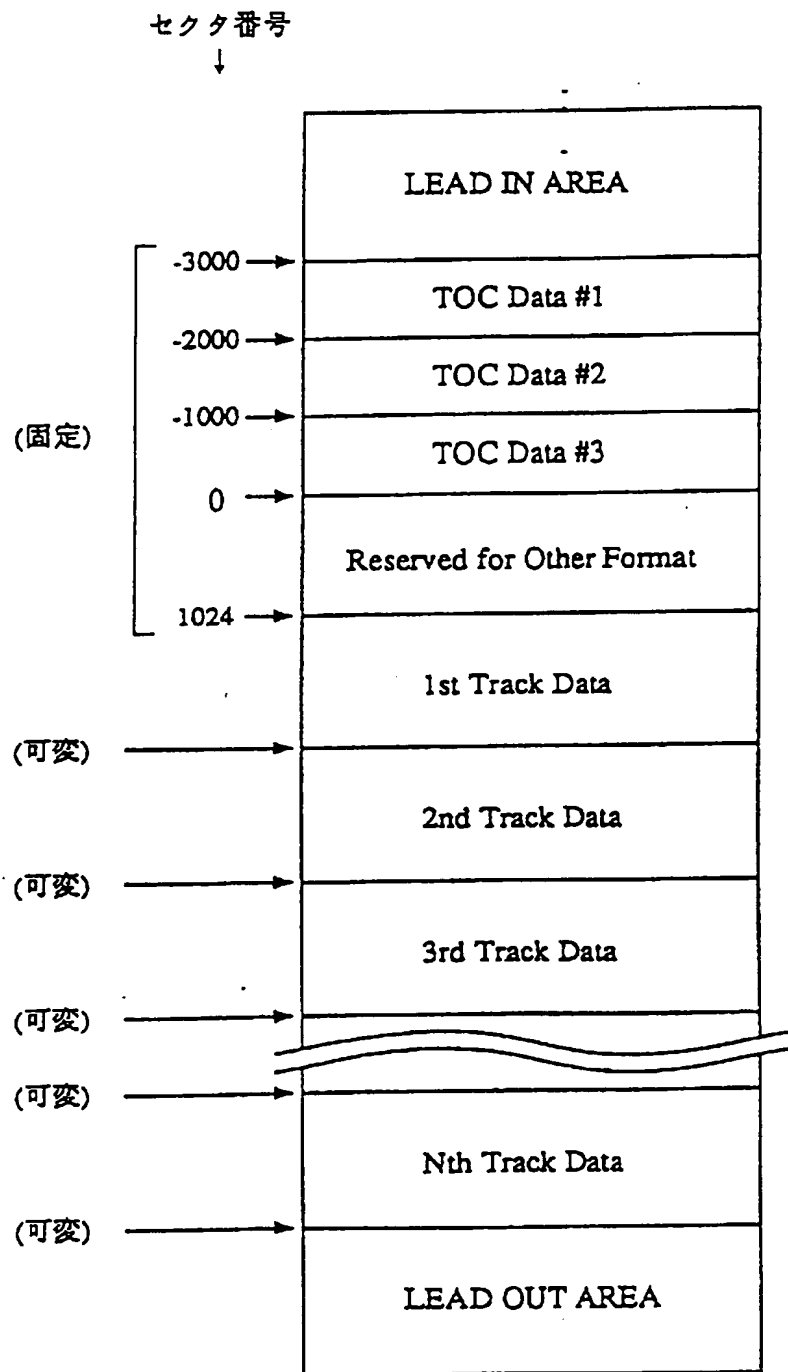 セクタ番号
↓
LEAD IN AREA
-3000
TOC Data #1
-2000
TOC Data #2
-1000
(固定)
TOC Data #3
0
Reserved for Other Format
1024
1st Track Data
(可変)
2nd Track Data
(可変)
3rd Track Data
(可変)
(可変)
Nth Track Data
(可変)
LEAD OUT AREA